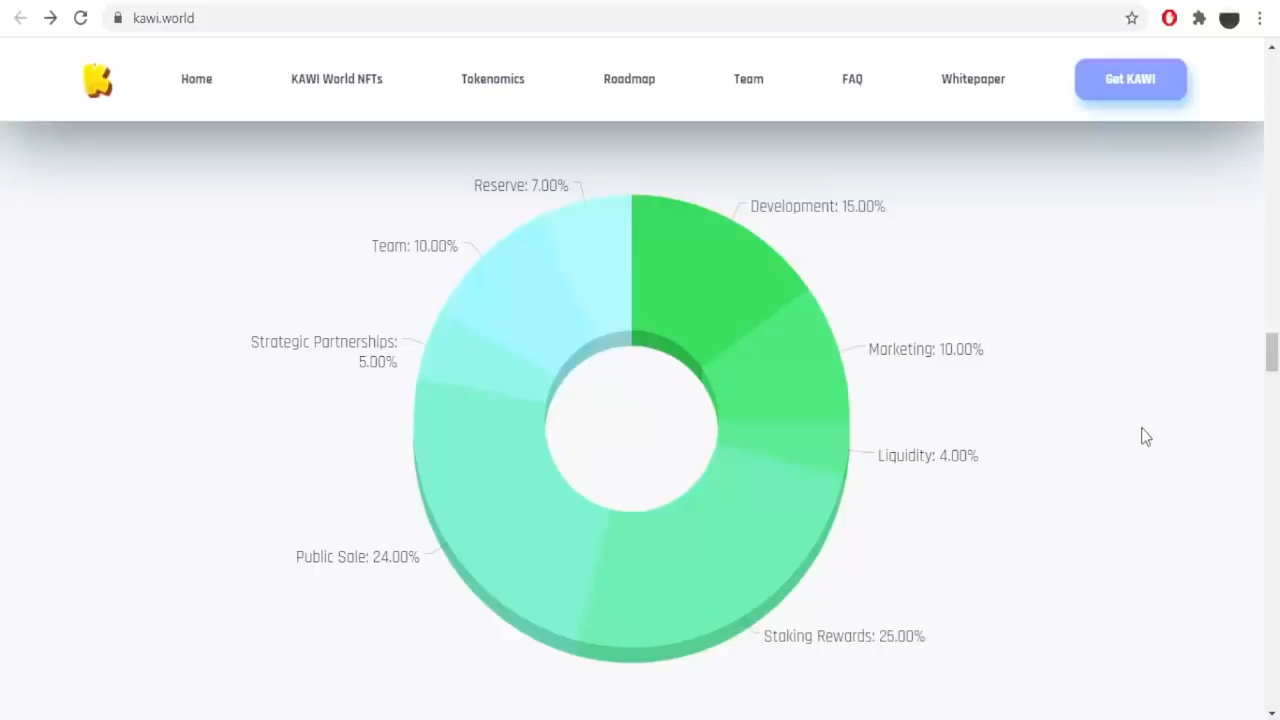 kawi.world
K
Home
KAWI World NFTs
Tokenomics
Roadmap
Team
FAQ
Whitepaper
Get KAWI
Reserve: 7.00%
Development: 15.00%
Team: 10.00%
Strategic Partnerships:
5.00%
Marketing: 10.00%
Liquidity: 4.00%
Public Sale: 24.00%
Staking Rewards: 25.00%